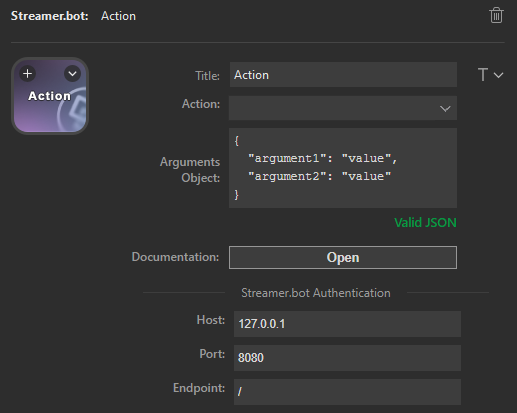 Streamer.bot: Action
Action
Title: Action
T
Action:
Arguments Object:
{
"argument1": "value",
"argument2": "value"
}
Valid JSON
Documentation: Open
Streamer.bot Authentication
Host: 127.0.0.1
Port: 8080
Endpoint: /